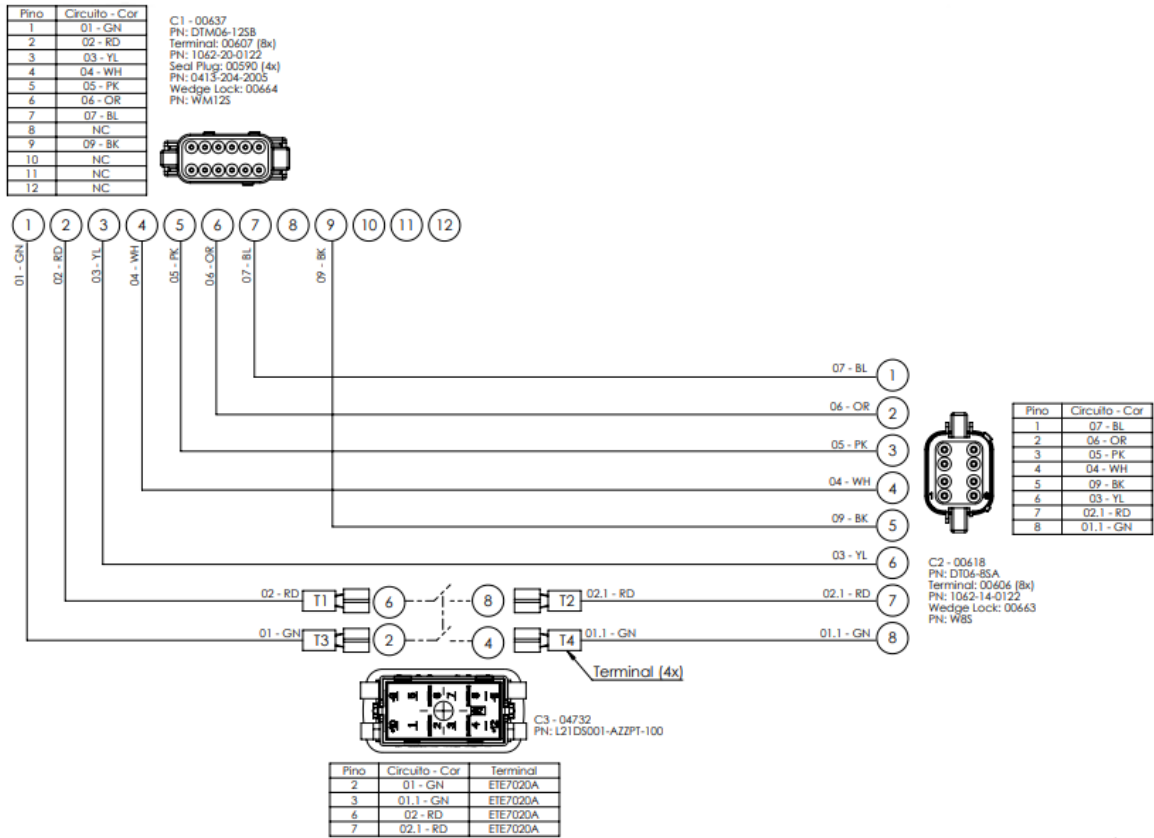 Pino Circuito - Cor
1 01 - GN
2 02 - RD
3 03 - YL
4 04 - WH
5 05 - PK
6 06 - OR
7 07 - BL
8 NC
9 09 - BK
10 NC
11 NC
12 NC
C1 - 00637
PN: DTM06-12SB
Terminal: 00607 (8x)
PN: 1062-20-0122
Seal Plug: 00590 (4x)
PN: 0413-204-2005
Wedge Lock: 00664
PN: WM12S
1 2 3 4 5 6 7 8 9 10 11 12
01 - GN
02 - RD
03 - YL
04 - WH
05 - PK
06 - OR
07 - BL
09 - BK
07 - BL 1
06 - OR 2
05 - PK 3
04 - WH 4
09 - BK 5
03 - YL 6
02 - RD T1 6 8 T2 02.1 - RD 02.1 - RD 7
01 - GN T3 2 4 T4 01.1 - GN 01.1 - GN 8
Terminal (4x)
1
Pino Circuito - Cor
1 07 - BL
2 06 - OR
3 05 - PK
4 04 - WH
5 09 - BK
6 03 - YL
7 02.1 - RD
8 01.1 - GN
C2 - 00618
PN: DT06-8SA
Terminal: 00606 (8x)
PN: 1062-14-0122
Wedge Lock: 00663
PN: W8S
C3 - 04732
PN: L21DS001-AZZPT-100
Pino Circuito - Cor Terminal
2 01 - GN ETE7020A
3 01.1 - GN ETE7020A
6 02 - RD ETE7020A
7 02.1 - RD ETE7020A